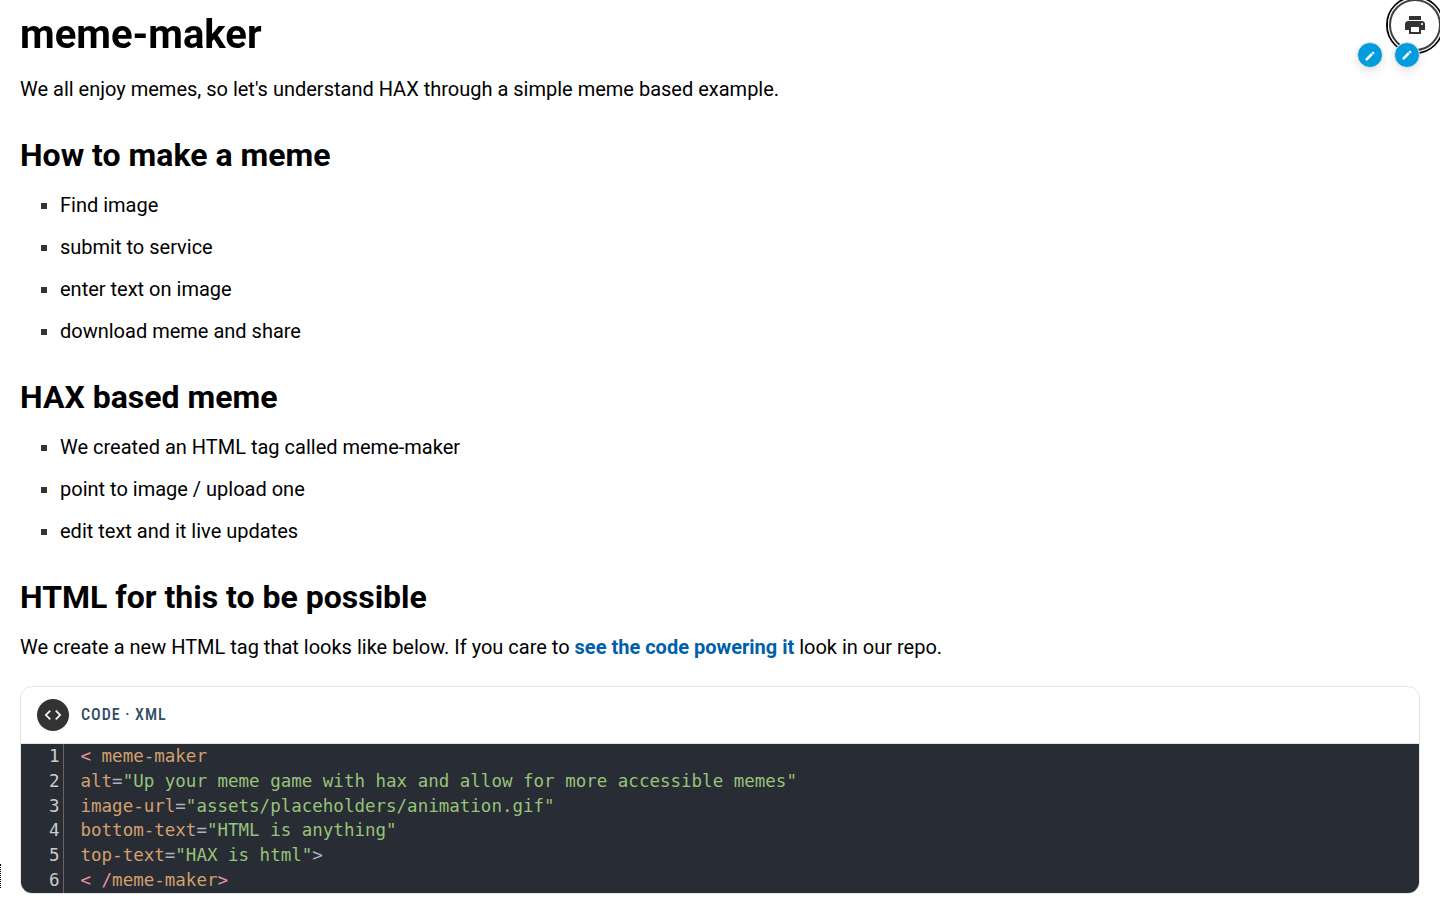 meme-maker
We all enjoy memes, so let's understand HAX through a simple meme based example.
How to make a meme
Find image
submit to service
enter text on image
download meme and share
HAX based meme
We created an HTML tag called meme-maker
point to image / upload one
edit text and it live updates
HTML for this to be possible
We create a new HTML tag that looks like below. If you care to see the code powering it look in our repo.
CODE · XML
1 < meme-maker
2 alt="Up your meme game with hax and allow for more accessible memes"
3 image-url="assets/placeholders/animation.gif"
4 bottom-text="HTML is anything"
5 top-text="HAX is html">
6 < /meme-maker>